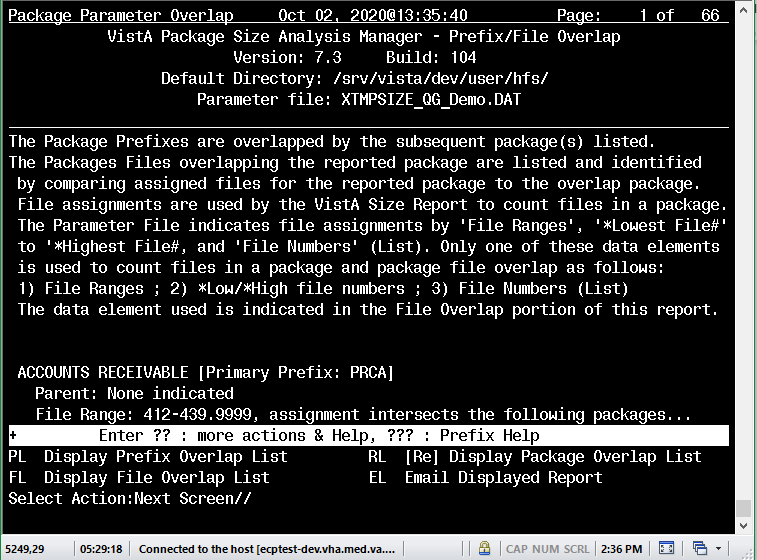 Package Parameter Overlap Oct 02, 2020@13:35:40 Page: 1 of 66
VistA Package Size Analysis Manager - Prefix/File Overlap
Version: 7.3 Build: 104
Default Directory: /srv/vista/dev/user/hfs/
Parameter file: XTMPSIZE_QG_Demo.DAT
The Package Prefixes are overlapped by the subsequent package(s) listed.
The Packages Files overlapping the reported package are listed and identified
by comparing assigned files for the reported package to the overlap package.
File assignments are used by the VistA Size Report to count files in a package.
The Parameter File indicates file assignments by 'File Ranges', '*Lowest File#'
to '*Highest File#, and 'File Numbers' (List). Only one of these data elements
is used to count files in a package and package file overlap as follows:
1) File Ranges ; 2) *Low/*High file numbers ; 3) File Numbers (List)
The data element used is indicated in the File Overlap portion of this report.
ACCOUNTS RECEIVABLE [Primary Prefix: PRCA]
Parent: None indicated
File Range: 412-439.9999, assignment intersects the following packages...
+ Enter ?? : more actions & Help, ??? : Prefix Help
PL Display Prefix Overlap List RL [Re] Display Package Overlap List
FL Display File Overlap List EL Email Displayed Report
Select Action:Next Screen//
5249,29 05:29:18 Connected to the host [ecptest-dev.vha.med.va.... CAP NUM SCRL 2:36 PM